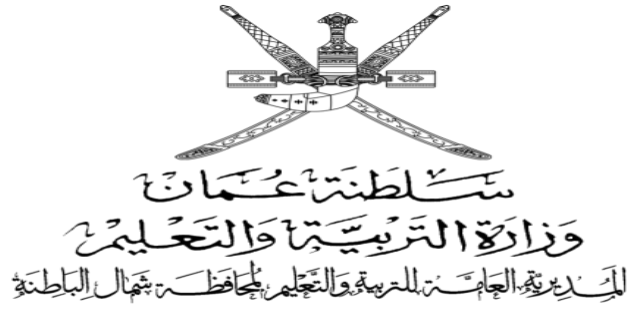 سلطنة عمان
وزارة التربية والتعليم
المديرية العامة للتربية والتعليم لمحافظة شمال الباطنة